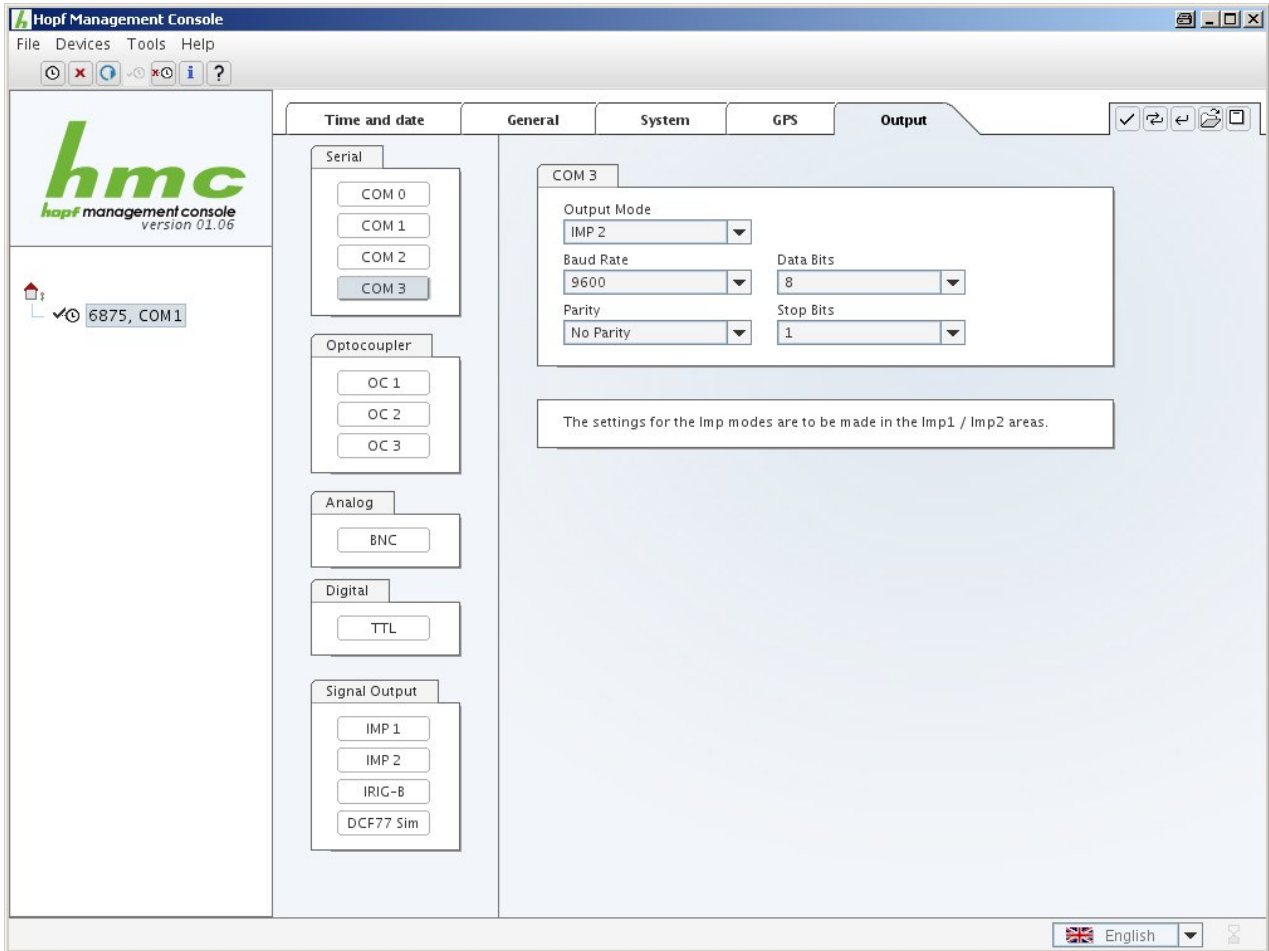 Hopf Management Console
File Devices Tools Help
hmc
hopf management console
version 01.06
6875, COM1
Time and date
General
System
GPS
Output
Serial
COM 0
COM 1
COM 2
COM 3
Optocoupler
OC 1
OC 2
OC 3
Analog
BNC
Digital
TTL
Signal Output
IMP 1
IMP 2
IRIG-B
DCF77 Sim
COM 3
Output Mode
IMP 2
Baud Rate Data Bits
9600 8
Parity Stop Bits
No Parity 1
The settings for the Imp modes are to be made in the Imp1 / Imp2 areas.
English